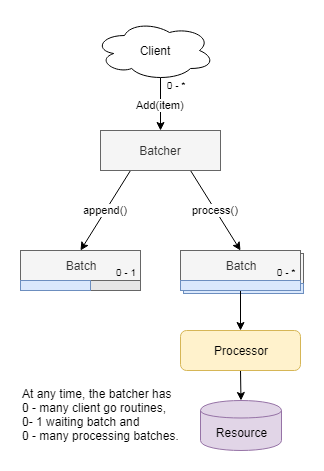 Client
0 - *
Add(item)
Batcher
append()
process()
Batch
0 - 1
Batch
0 - *
Processor
Resource
At any time, the batcher has
0 - many client go routines,
0- 1 waiting batch and
0 - many processing batches.